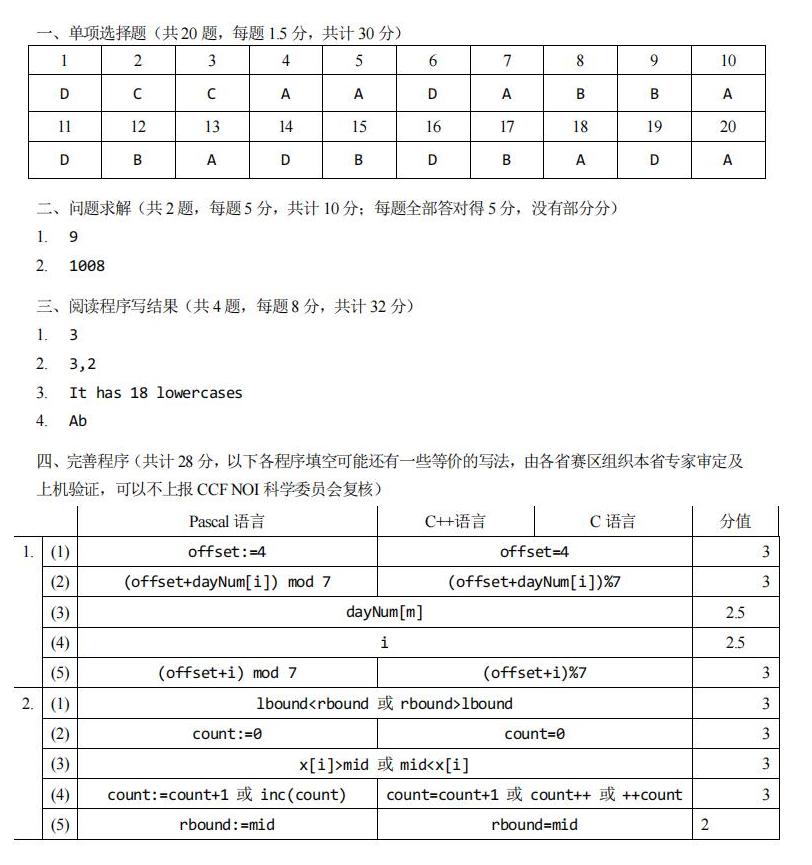 一、单项选择题（共 20 题，每题 1.5 分，共计 30 分）
1 2 3 4 5 6 7 8 9 10
D C C A A D A B B A
11 12 13 14 15 16 17 18 19 20
D B A D B D B A D A
二、问题求解（共 2 题，每题 5 分，共计 10 分；每题全部答对得 5 分，没有部分分）
1. 9
2. 1008
三、阅读程序写结果（共 4 题，每题 8 分，共计 32 分）
1. 3
2. 3,2
3. It has 18 lowercases
4. Ab
四、完善程序（共计 28 分，以下各程序填空可能还有一些等价的写法，由各省赛区组织本省专家审定及
上机验证，可以不上报 CCF NOI 科学委员会复核）
Pascal 语言 C++语言 C 语言 分值
1. (1) offset:=4 offset=4 3
(2) (offset+dayNum[i]) mod 7 (offset+dayNum[i])%7 3
(3) dayNum[m] 2.5
(4) i 2.5
(5) (offset+i) mod 7 (offset+i)%7 3
2. (1) lbound<rbound 或 rbound>lbound 3
(2) count:=0 count=0 3
(3) x[i]>mid 或 mid<x[i] 3
(4) count:=count+1 或 inc(count) count=count+1 或 count++ 或 ++count 3
(5) rbound:=mid rbound=mid 2